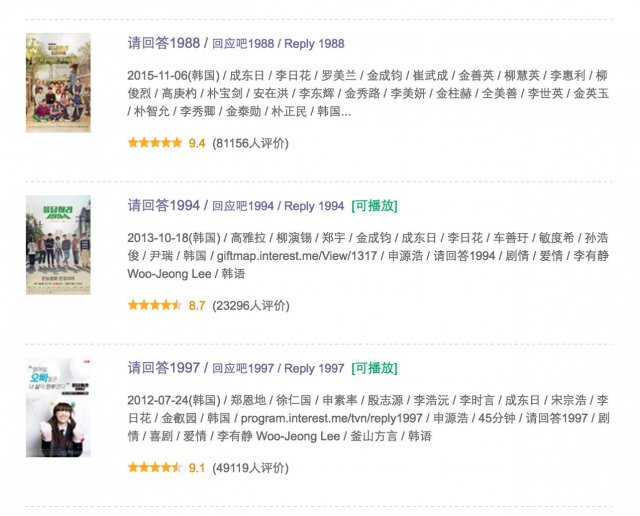 请回答1988 / 回应吧1988 / Reply 1988
2015-11-06(韩国) / 成东日 / 李日花 / 罗美兰 / 金成钧 / 崔武成 / 金善英 / 柳慧英 / 李惠利 / 柳
俊烈 / 高庚杓 / 朴宝剑 / 安在洪 / 李东辉 / 金秀路 / 李美妍 / 金柱赫 / 全美善 / 李世英 / 金英玉
/ 朴智允 / 李秀卿 / 金泰勋 / 朴正民 / 韩国...
9.4 (81156人评价)
응답하라
1994
请回答1994 / 回应吧1994 / Reply 1994 [可播放]
2013-10-18(韩国) / 高雅拉 / 柳演锡 / 郑宇 / 金成钧 / 成东日 / 李日花 / 车善玗 / 敏度希 / 孙浩
俊 / 尹瑞 / 韩国 / giftmap.interest.me/View/1317 / 申源浩 / 请回答1994 / 剧情 / 爱情 / 李有静
Woo-Jeong Lee / 韩语
8.7 (23296人评价)
오빠
请回答1997 / 回应吧1997 / Reply 1997 [可播放]
2012-07-24(韩国) / 郑恩地 / 徐仁国 / 申素率 / 殷志源 / 李浩沅 / 李时言 / 成东日 / 宋宗浩 / 李
日花 / 金叡园 / 韩国 / program.interest.me/tvn/reply1997 / 申源浩 / 45分钟 / 请回答1997 / 剧
情 / 喜剧 / 爱情 / 李有静 Woo-Jeong Lee / 釜山方言 / 韩语
9.1 (49119人评价)